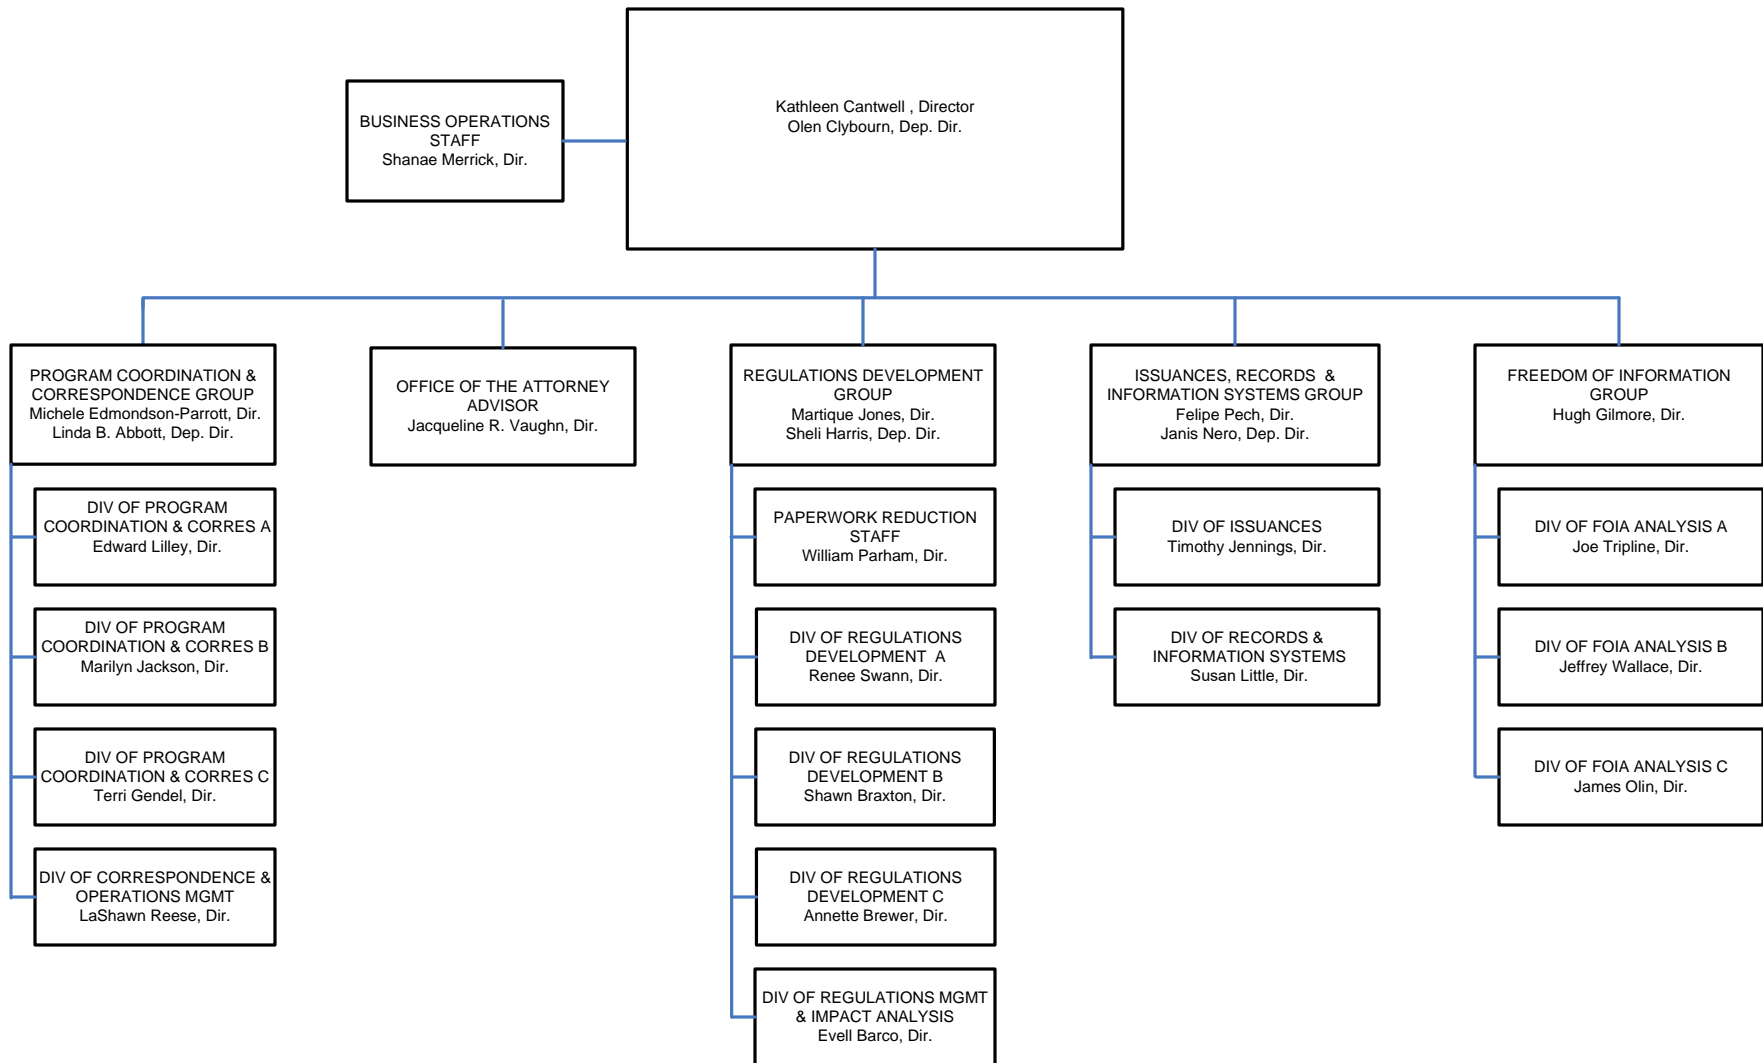 Kathleen Cantwell , Director
Olen Clybourn, Dep. Dir.
BUSINESS OPERATIONS
STAFF
Shanae Merrick, Dir.
PROGRAM COORDINATION &
CORRESPONDENCE GROUP
Michele Edmondson-Parrott, Dir.
Linda B. Abbott, Dep. Dir.
OFFICE OF THE ATTORNEY
ADVISOR
Jacqueline R. Vaughn, Dir.
REGULATIONS DEVELOPMENT
GROUP
Martique Jones, Dir.
Sheli Harris, Dep. Dir.
ISSUANCES, RECORDS  &
INFORMATION SYSTEMS GROUP
Felipe Pech, Dir.
Janis Nero, Dep. Dir.
FREEDOM OF INFORMATION
GROUP
Hugh Gilmore, Dir.
DIV OF PROGRAM
COORDINATION & CORRES A
Edward Lilley, Dir.
DIV OF PROGRAM
COORDINATION & CORRES B
Marilyn Jackson, Dir.
DIV OF PROGRAM
COORDINATION & CORRES C
Terri Gendel, Dir.
DIV OF CORRESPONDENCE &
OPERATIONS MGMT
LaShawn Reese, Dir.
PAPERWORK REDUCTION
STAFF
William Parham, Dir.
DIV OF REGULATIONS
DEVELOPMENT  A
Renee Swann, Dir.
DIV OF REGULATIONS
DEVELOPMENT B
Shawn Braxton, Dir.
DIV OF REGULATIONS
DEVELOPMENT C
Annette Brewer, Dir.
DIV OF REGULATIONS MGMT
& IMPACT ANALYSIS
Evell Barco, Dir.
DIV OF ISSUANCES
Timothy Jennings, Dir.
DIV OF RECORDS &
INFORMATION SYSTEMS
Susan Little, Dir.
DIV OF FOIA ANALYSIS A
Joe Tripline, Dir.
DIV OF FOIA ANALYSIS B
Jeffrey Wallace, Dir.
DIV OF FOIA ANALYSIS C
James Olin, Dir.